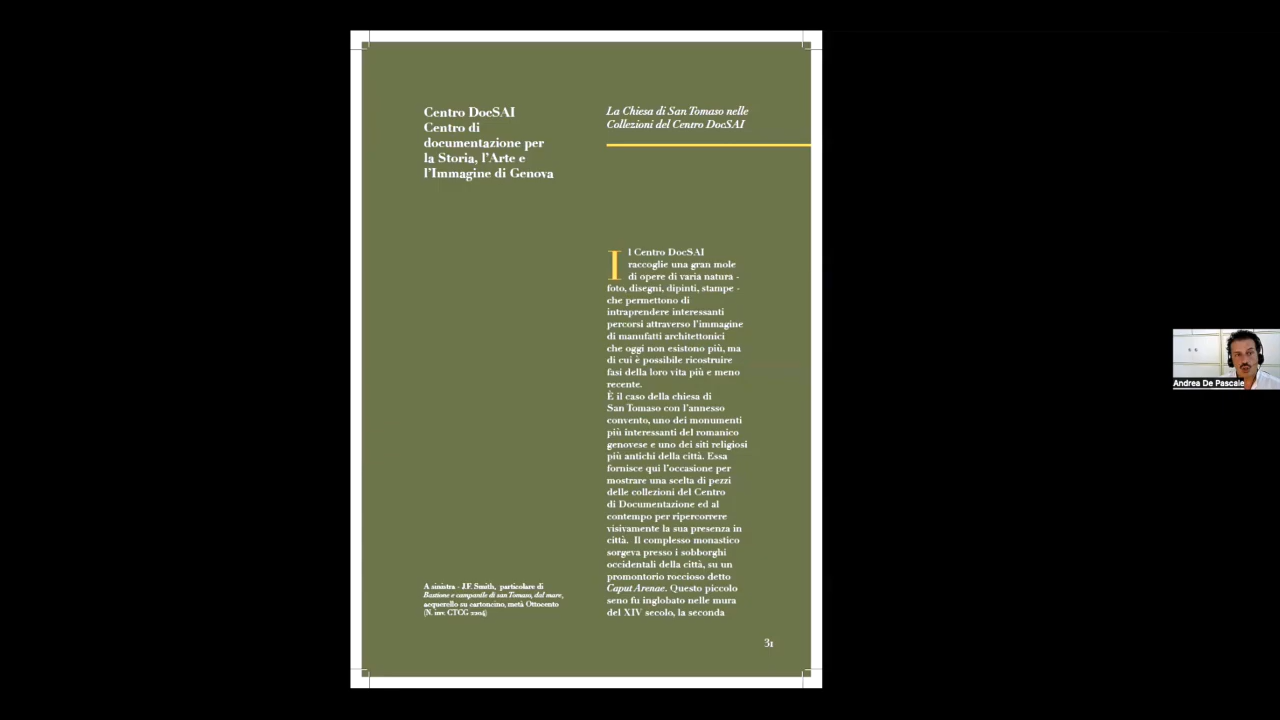 Centro DocSAI
Centro di
documentazione per
la Storia, l'Arte e
l'Immagine di Genova
La Chiesa di San Tomaso nelle
Collezioni del Centro DocSAI
Il Centro DocSAI
raccoglie una gran mole
di opere di varia natura -
foto, disegni, dipinti, stampe -
che permettono di
intraprendere interessanti
percorsi attraverso l'immagine
di manufatti architettonici
che oggi non esistono più, ma
di cui è possibile ricostruire
fasi della loro vita più e meno
recente.
È il caso della chiesa di
San Tomaso con l'annesso
convento, uno dei monumenti
più interessanti del romanico
genovese e uno dei siti religiosi
più antichi della città. Essa
fornisce qui l'occasione per
mostrare una scelta di pezzi
delle collezioni del Centro
di Documentazione ed al
contempo per ripercorrere
visivamente la sua presenza in
città. Il complesso monastico
sorgeva presso i sobborghi
occidentali della città, su un
promontorio roccioso detto
Caput Arenae. Questo piccolo
seno fu inglobato nelle mura
del XIV secolo, la seconda
A sinistra - J.F. Smith, particolare di
Bastione e campanile di san Tomaso, dal mare,
acquerello su cartoncino, metà Ottocento
(N. inv. CTCG 2204)
31
Andrea De Pascale